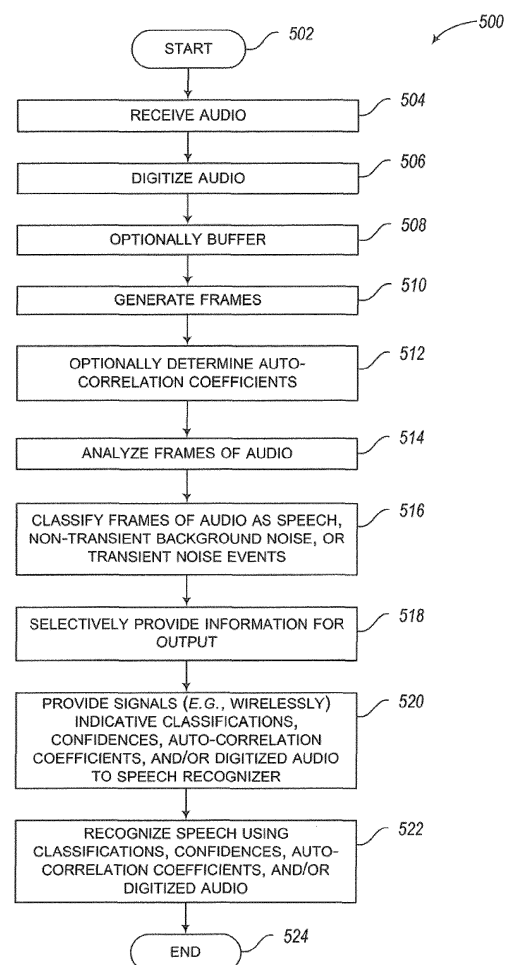 500
START
502
RECEIVE AUDIO
504
DIGITIZE AUDIO
506
OPTIONALLY BUFFER
508
GENERATE FRAMES
510
OPTIONALLY DETERMINE AUTO-
CORRELATION COEFFICIENTS
512
ANALYZE FRAMES OF AUDIO
514
CLASSIFY FRAMES OF AUDIO AS SPEECH,
NON-TRANSIENT BACKGROUND NOISE, OR
TRANSIENT NOISE EVENTS
516
SELECTIVELY PROVIDE INFORMATION FOR
OUTPUT
518
PROVIDE SIGNALS (E.G., WIRELESSLY)
INDICATIVE CLASSIFICATIONS,
CONFIDENCES, AUTO-CORRELATION
COEFFICIENTS, AND/OR DIGITIZED AUDIO
TO SPEECH RECOGNIZER
520
RECOGNIZE SPEECH USING
CLASSIFICATIONS, CONFIDENCES, AUTO-
CORRELATION COEFFICIENTS, AND/OR
DIGITIZED AUDIO
522
END
524